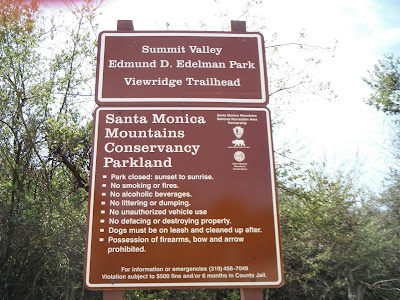 Summit Valley
Edmund D. Edelman Park
Viewridge Trailhead
Santa Monica
Mountains
Conservancy
Parkland
Santa Monica Mountains
National Recreation Area
Partnership
▪ Park closed: sunset to sunrise.
▪ No smoking or fires.
▪ No alcoholic beverages.
▪ No littering or dumping.
▪ No unauthorized vehicle use
▪ No defacing or destroying property.
▪ Dogs must be on leash and cleaned up after.
▪ Possession of firearms, bow and arrow
prohibited.
For information or emergencies (310) 456-7049
Violation subject to $500 fine and/or 6 months in County Jail.